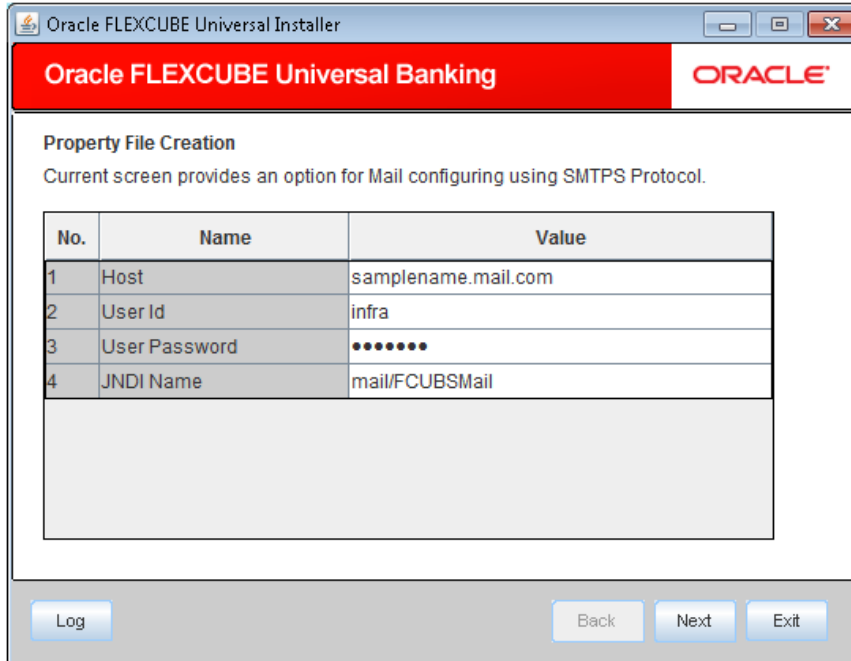 Oracle FLEXCUBE Universal Installer
Oracle FLEXCUBE Universal Banking
ORACLE
Property File Creation
Current screen provides an option for Mail configuring using SMTPS Protocol.
No. Name Value
1 Host samplename.mail.com
2 User Id infra
3 User Password •••••••
4 JNDI Name mail/FCUBSMail
Log Back Next Exit